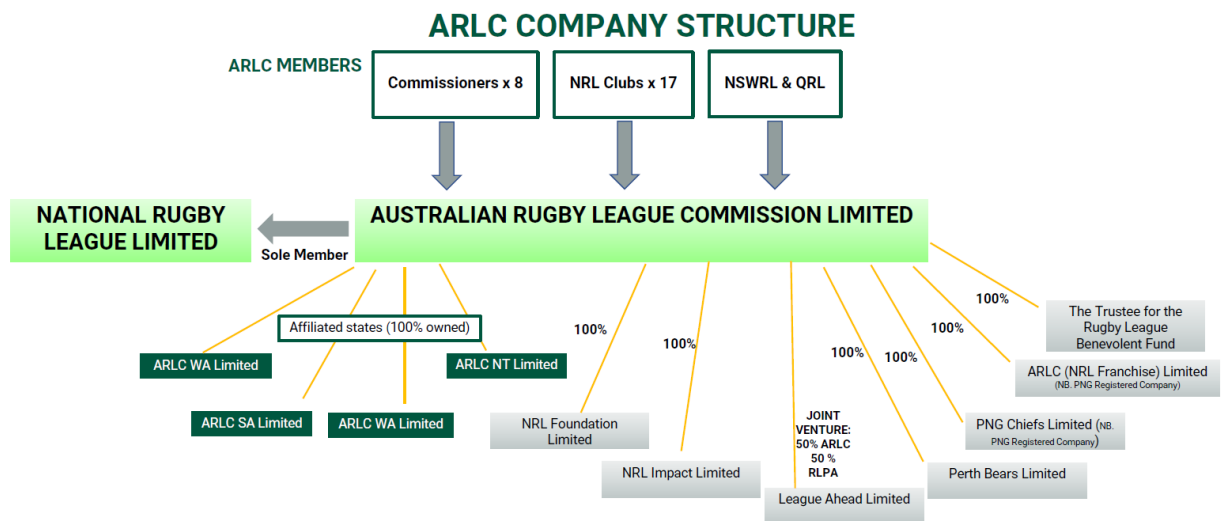 ARLC COMPANY STRUCTURE
ARLC MEMBERS
Commissioners x 8
NRL Clubs x 17
NSWRL & QRL
NATIONAL RUGBY
LEAGUE LIMITED
Sole Member
AUSTRALIAN RUGBY LEAGUE COMMISSION LIMITED
Affiliated states (100% owned)
ARLC WA Limited
ARLC SA Limited
ARLC WA Limited
ARLC NT Limited
100%
NRL Foundation
Limited
100%
NRL Impact Limited
JOINT
VENTURE:
50% ARLC
50 %
RLPA
League Ahead Limited
100%
Perth Bears Limited
100%
PNG Chiefs Limited (NB.
PNG Registered Company)
100%
ARLC (NRL Franchise) Limited
(NB. PNG Registered Company)
100%
The Trustee for the
Rugby League
Benevolent Fund